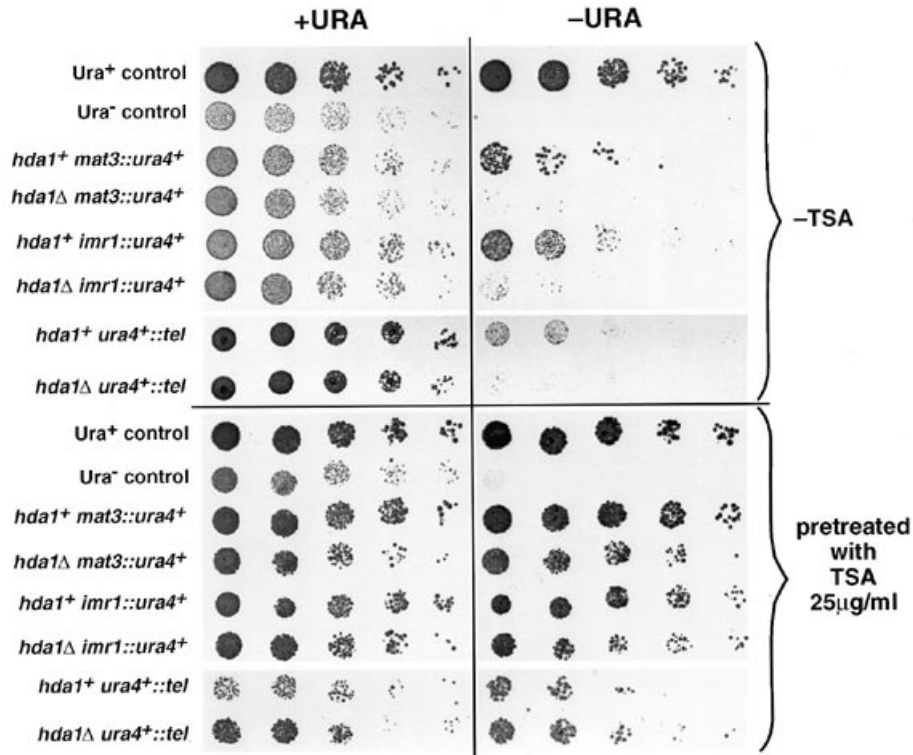 +URA –URA
Ura⁺ control
Ura⁻ control
hda1⁺ mat3::ura4⁺
hda1Δ mat3::ura4⁺
hda1⁺ imr1::ura4⁺
hda1Δ imr1::ura4⁺
hda1⁺ ura4⁺::tel
hda1Δ ura4⁺::tel
–TSA
Ura⁺ control
Ura⁻ control
hda1⁺ mat3::ura4⁺
hda1Δ mat3::ura4⁺
hda1⁺ imr1::ura4⁺
hda1Δ imr1::ura4⁺
hda1⁺ ura4⁺::tel
hda1Δ ura4⁺::tel
pretreated
with
TSA
25µg/ml